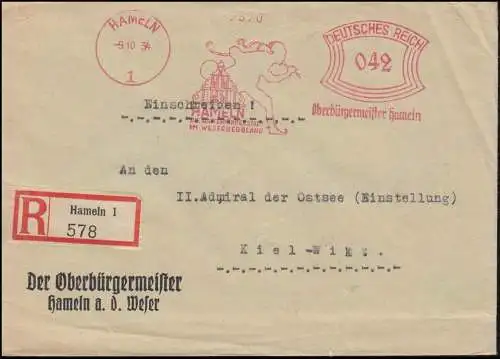 HAMELN
-5.10 34
1
HAMELN
IM WESERBERGLAND
DEUTSCHES REICH
042
Oberbürgermeister Hameln
Einschreiben !
An den
II.Admiral der Ostsee (Einstellung)
Kiel-Wik.
R
Hameln 1
578
Der Oberbürgermeister
Hameln a. d. Weser